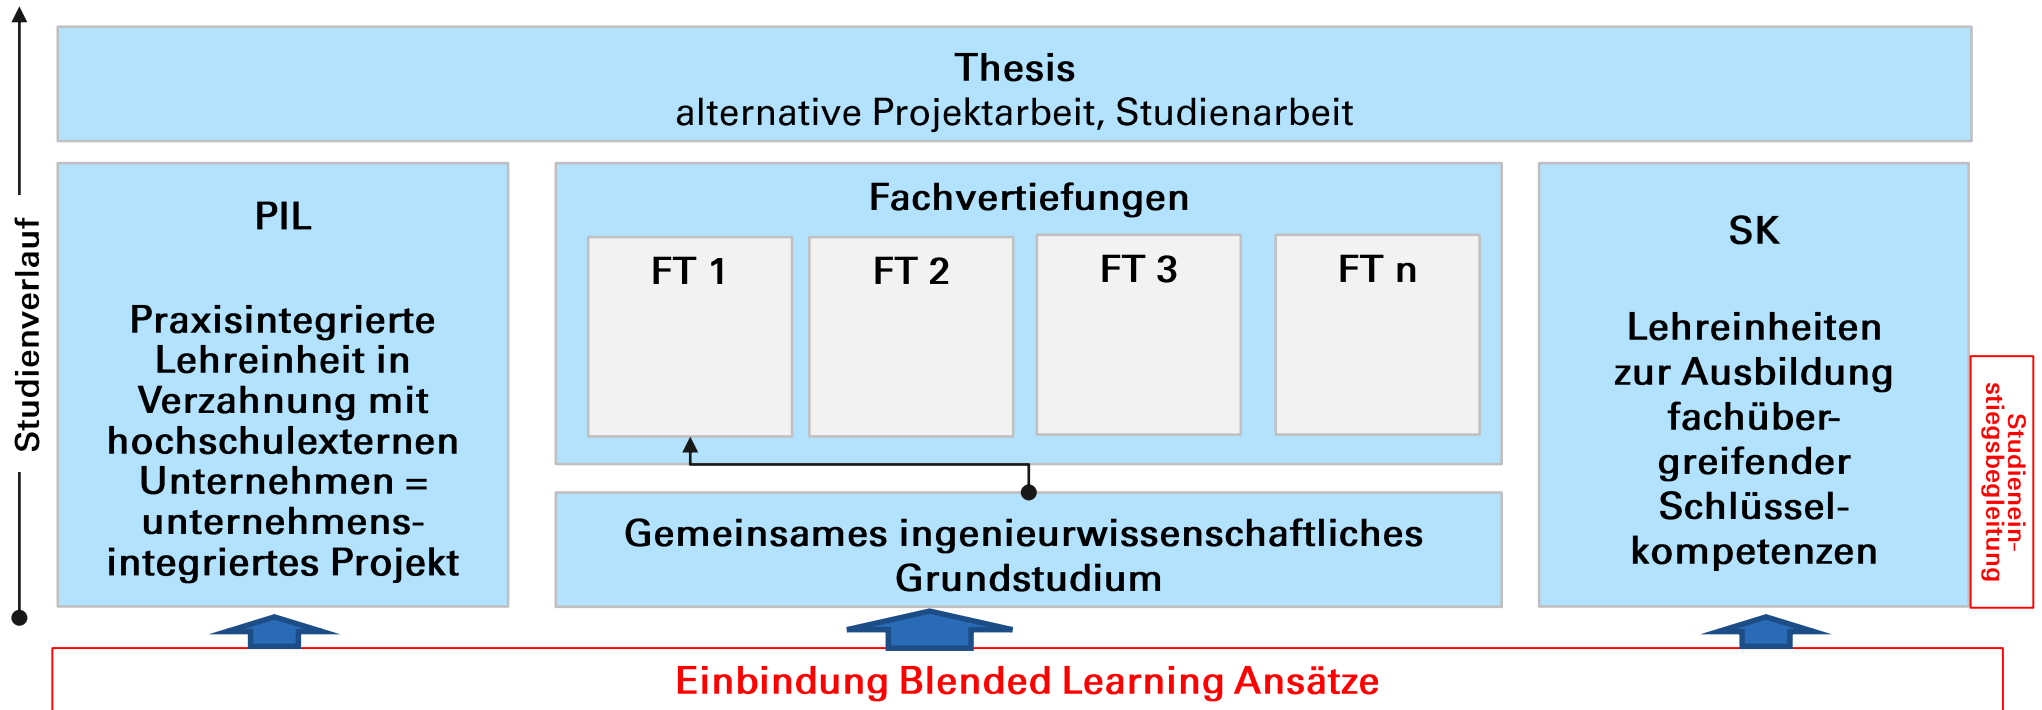 Thesis
alternative Projektarbeit, Studienarbeit
Studienverlauf
PIL
Praxisintegrierte
Lehreinheit in
Verzahnung mit
hochschulexternen
Unternehmen =
unternehmens-
integriertes Projekt
Fachvertiefungen
FT 1
FT 2
FT 3
FT n
Gemeinsames ingenieurwissenschaftliches
Grundstudium
SK
Lehreinheiten
zur Ausbildung
fachüber-
greifender
Schlüssel-
kompetenzen
Studienein-
stiegsbegleitung
Einbindung Blended Learning Ansätze